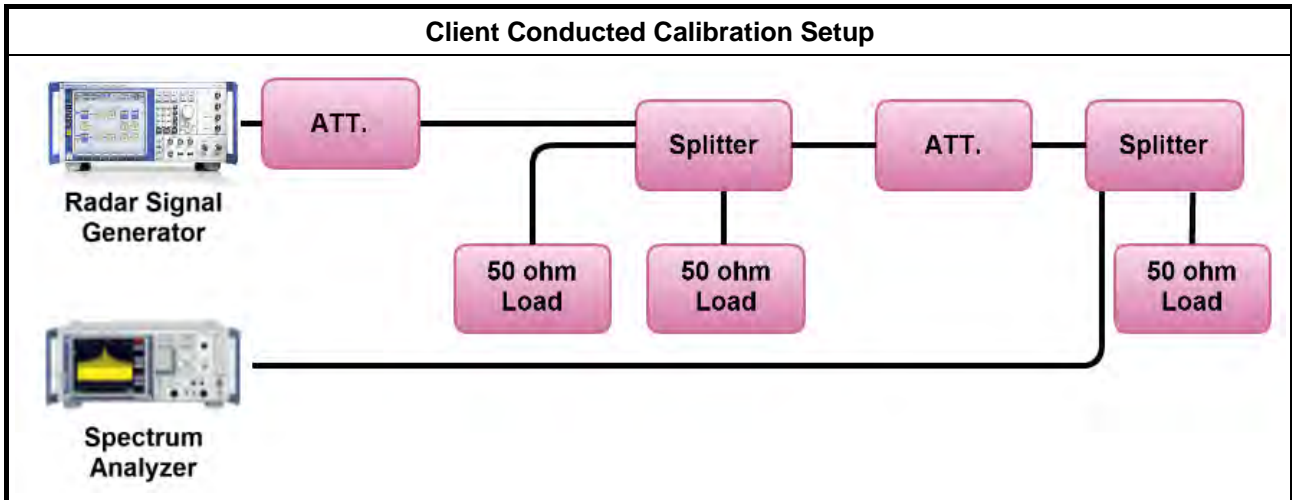 Client Conducted Calibration Setup
ATT.
Splitter
ATT.
Splitter
Radar Signal
Generator
50 ohm
Load
50 ohm
Load
50 ohm
Load
Spectrum
Analyzer